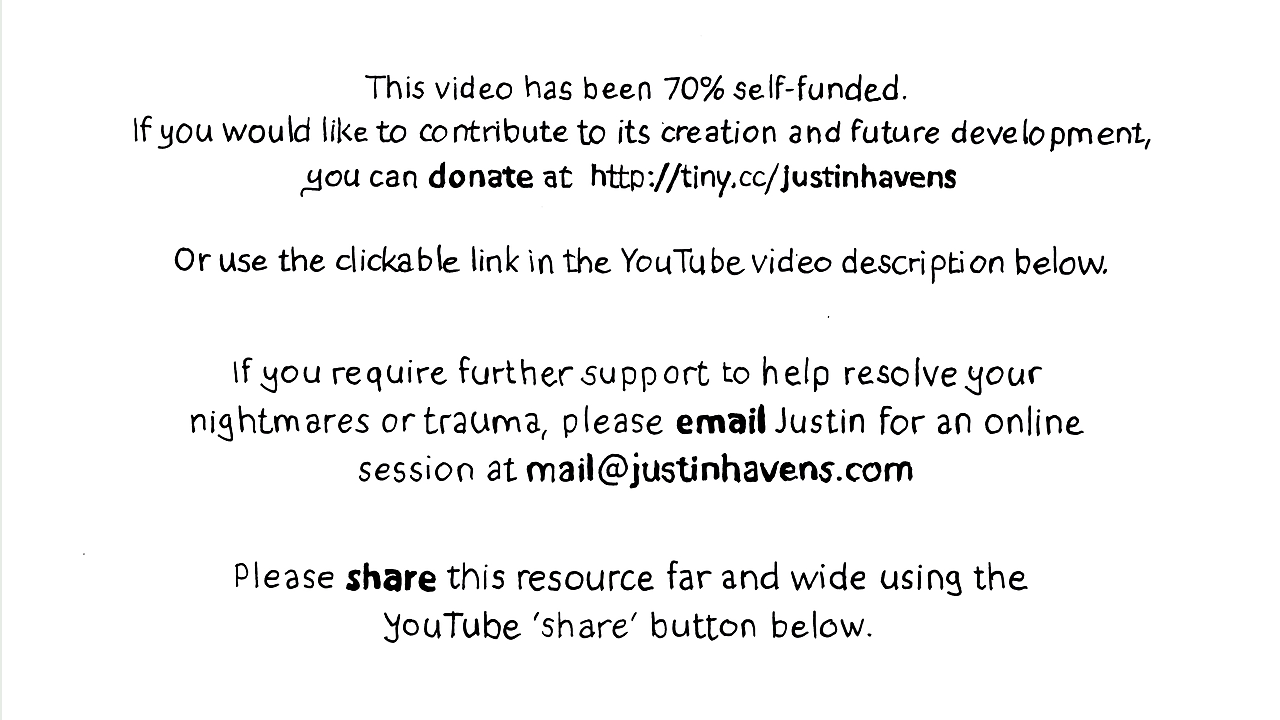 This video has been 70% self-funded.
If you would like to contribute to its creation and future development,
you can donate at http://tiny.cc/justinhavens
Or use the clickable link in the YouTube video description below.
If you require further support to help resolve your
nightmares or trauma, please email Justin for an online
session at mail@justinhavens.com
Please share this resource far and wide using the
YouTube 'share' button below.